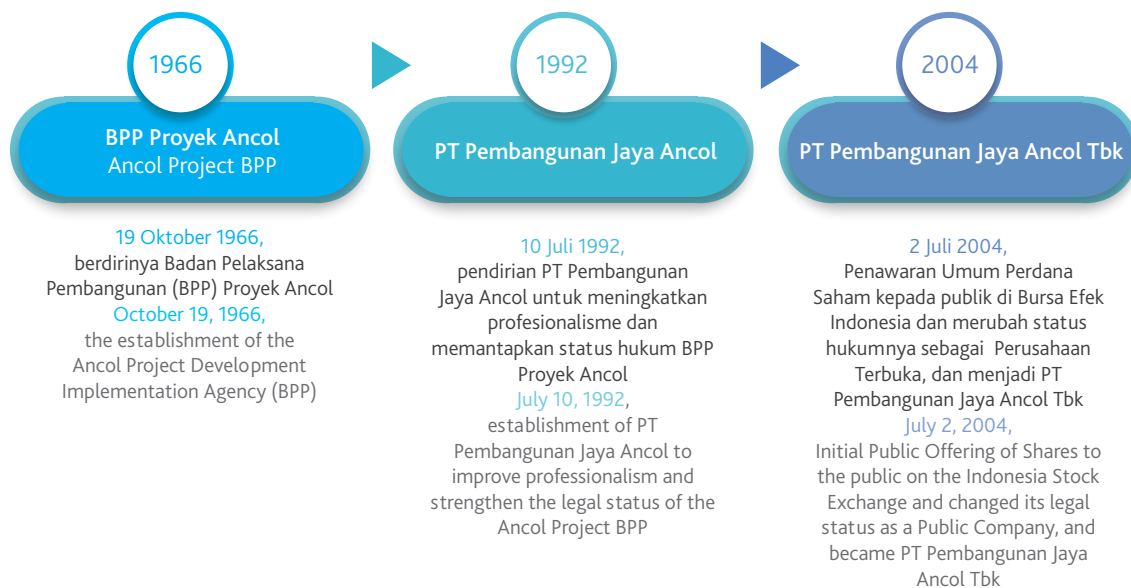 1966
BPP Proyek Ancol
Ancol Project BPP
19 Oktober 1966,
berdirinya Badan Pelaksana
Pembangunan (BPP) Proyek Ancol
October 19, 1966,
the establishment of the
Ancol Project Development
Implementation Agency (BPP)
1992
PT Pembangunan Jaya Ancol
10 Juli 1992,
pendirian PT Pembangunan
Jaya Ancol untuk meningkatkan
profesionalisme dan
memantapkan status hukum BPP
Proyek Ancol
July 10, 1992,
establishment of PT
Pembangunan Jaya Ancol to
improve professionalism and
strengthen the legal status of the
Ancol Project BPP
2004
PT Pembangunan Jaya Ancol Tbk
2 Juli 2004,
Penawaran Umum Perdana
Saham kepada publik di Bursa Efek
Indonesia dan merubah status
hukumnya sebagai Perusahaan
Terbuka, dan menjadi PT
Pembangunan Jaya Ancol Tbk
July 2, 2004,
Initial Public Offering of Shares to
the public on the Indonesia Stock
Exchange and changed its legal
status as a Public Company, and
became PT Pembangunan Jaya
Ancol Tbk